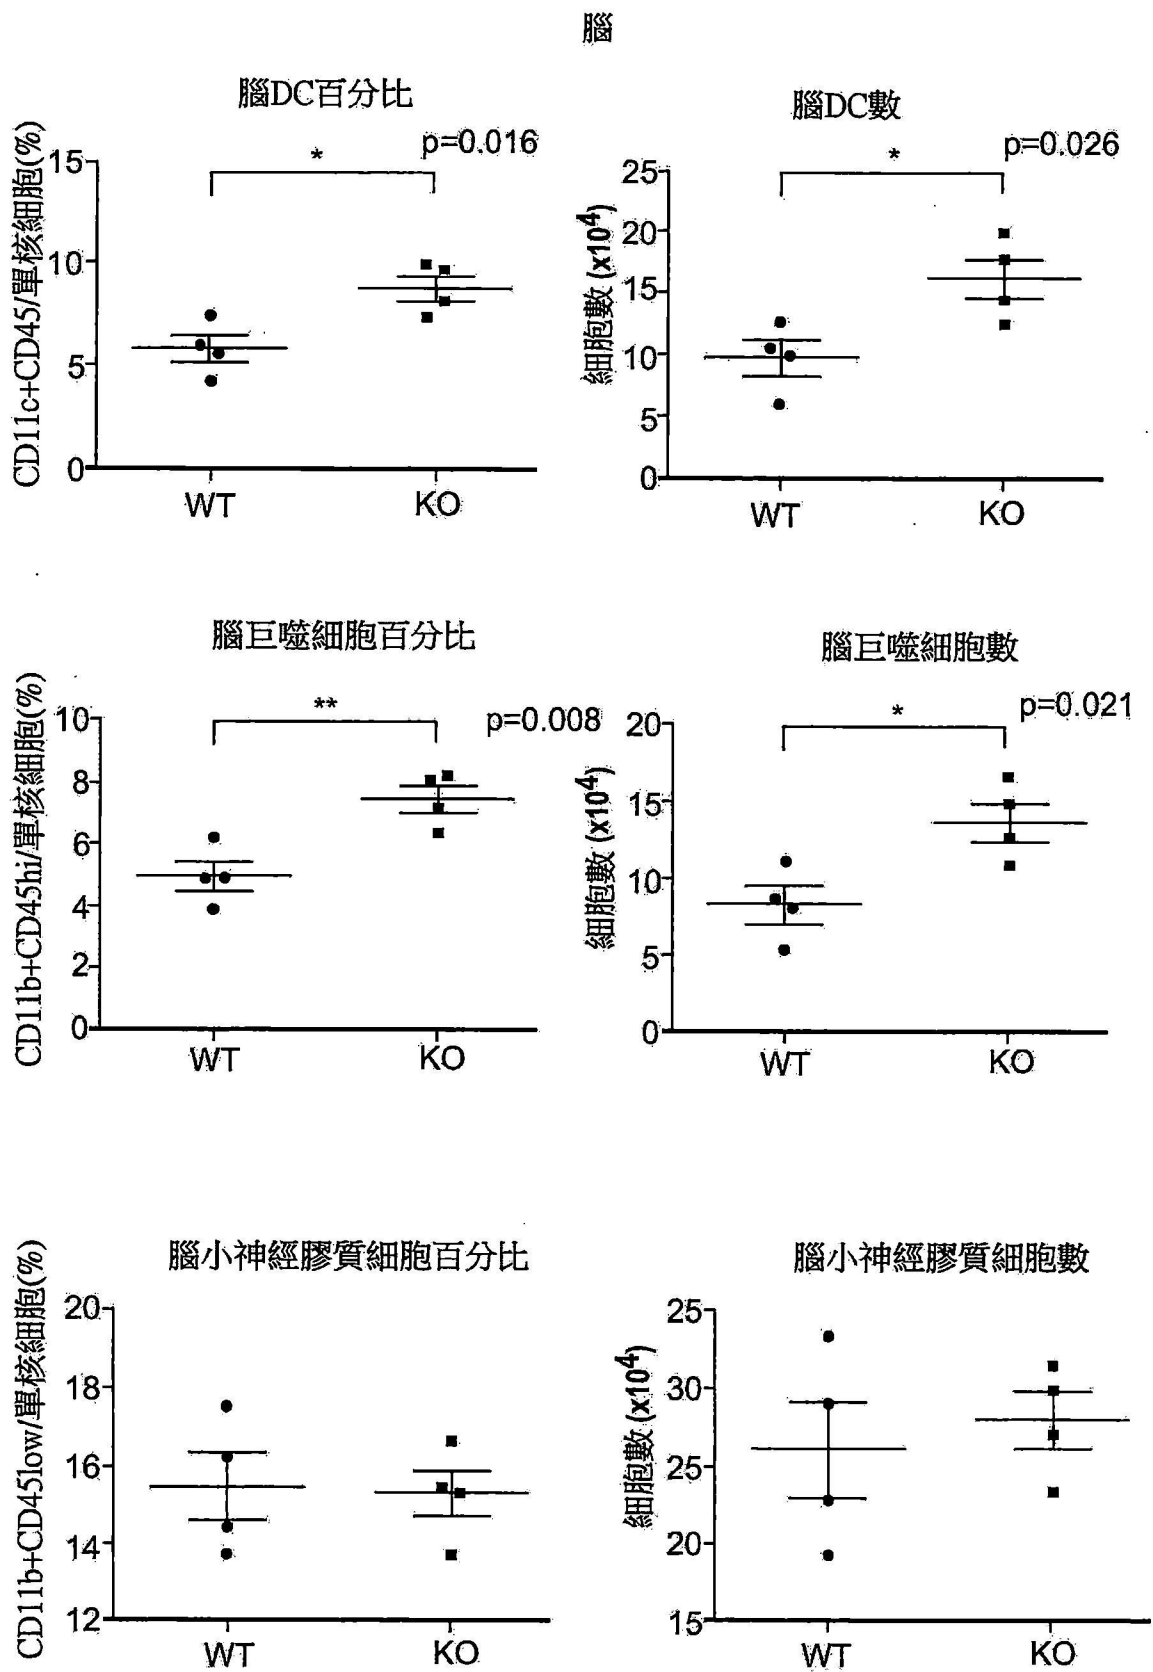 腦
腦DC百分比
CD11c+CD45/單核細胞(%)
p=0.016
*
15
10
5
0
WT
KO
腦DC數
細胞數 (x10⁴)
p=0.026
*
25
20
15
10
5
0
WT
KO
腦巨噬細胞百分比
CD11b+CD45hi/單核細胞(%)
p=0.008
**
10
8
6
4
2
0
WT
KO
腦巨噬細胞數
細胞數 (x10⁴)
p=0.021
*
20
15
10
5
0
WT
KO
腦小神經膠質細胞百分比
CD11b+CD45low/單核細胞(%)
20
18
16
14
12
WT
KO
腦小神經膠質細胞數
細胞數 (x10⁴)
25
30
25
20
15
WT
KO